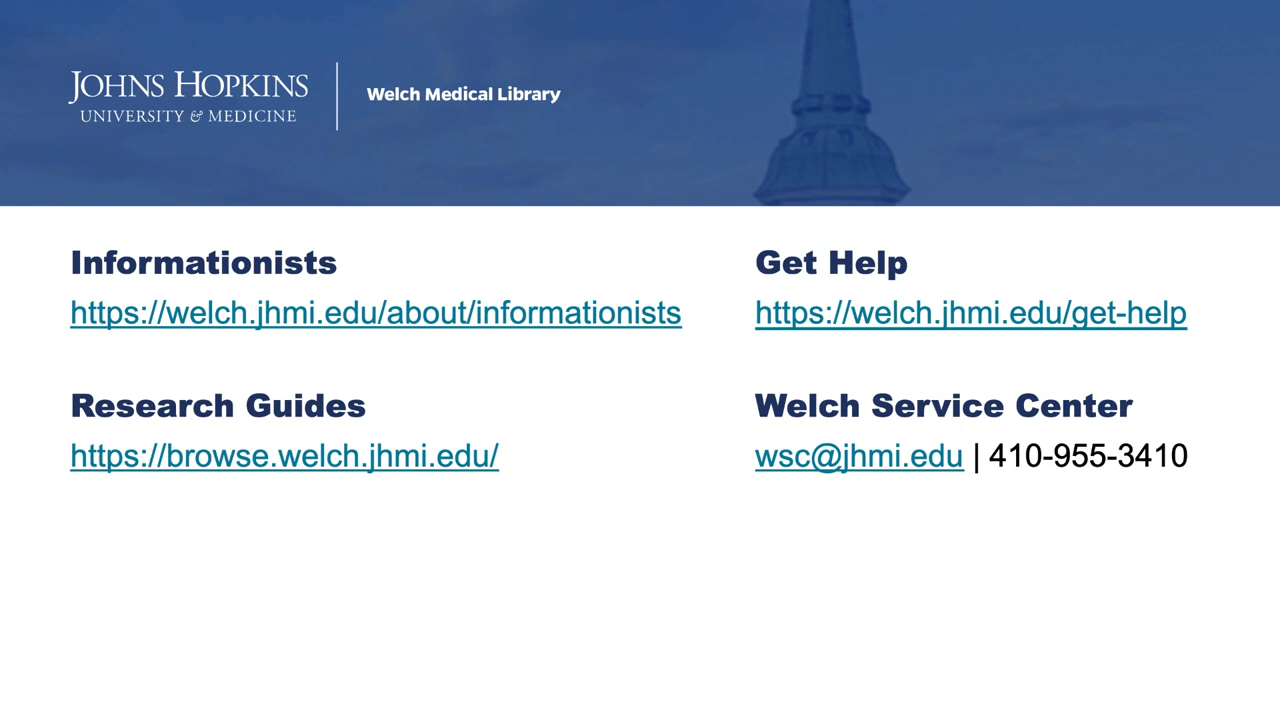 JOHNS HOPKINS
UNIVERSITY & MEDICINE
Welch Medical Library
Informationists
https://welch.jhmi.edu/about/informationists
Research Guides
https://browse.welch.jhmi.edu/
Get Help
https://welch.jhmi.edu/get-help
Welch Service Center
wsc@jhmi.edu | 410-955-3410